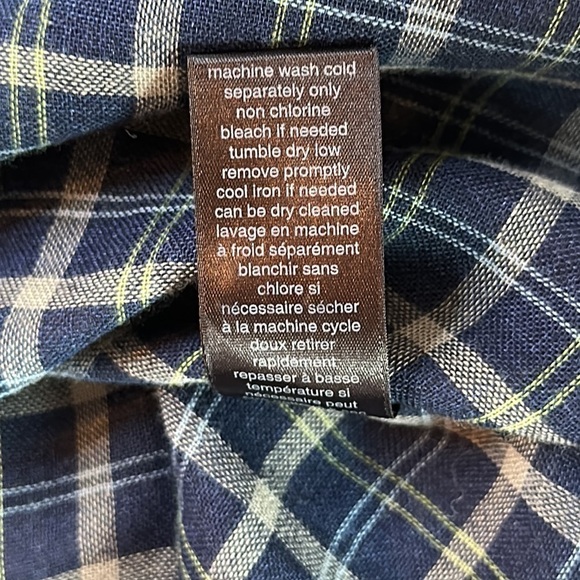 machine wash cold
separately only
non chlorine
bleach if needed
tumble dry low
remove promptly
cool iron if needed
can be dry cleaned
lavage en machine
à froid séparément
blanchir sans
chlore si
nécessaire sécher
à la machine cycle
doux retirer
rapidement
repasser à basse
température si
nécessaire peut